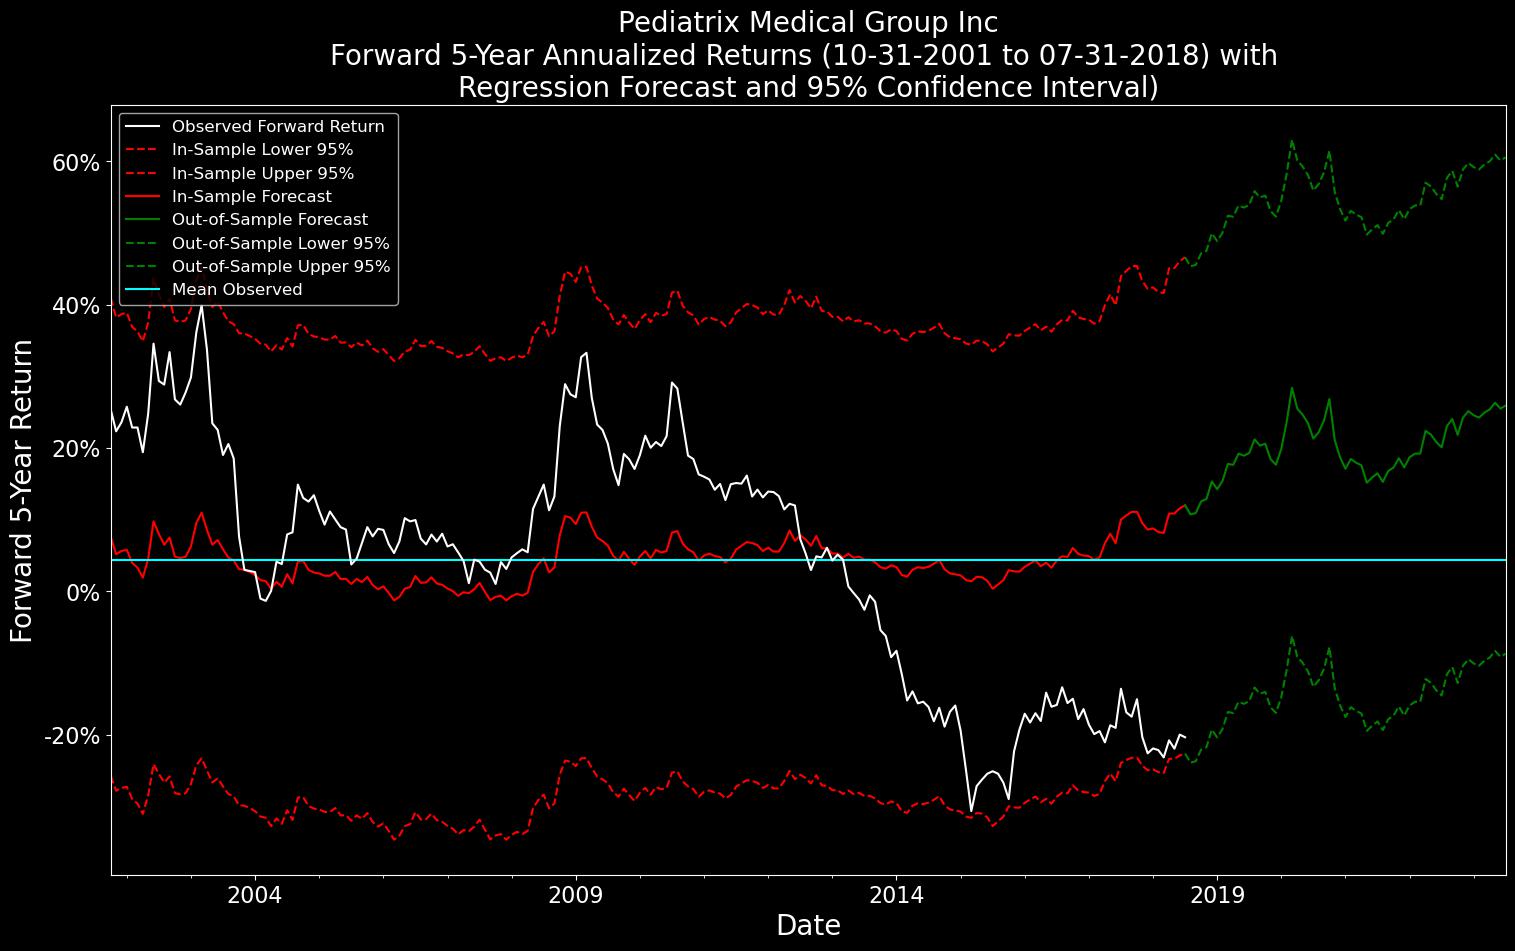 Pediatrix Medical Group Inc
Forward 5-Year Annualized Returns (10-31-2001 to 07-31-2018) with
Regression Forecast and 95% Confidence Interval)
Observed Forward Return
In-Sample Lower 95%
In-Sample Upper 95%
In-Sample Forecast
Out-of-Sample Forecast
Out-of-Sample Lower 95%
Out-of-Sample Upper 95%
Mean Observed
Forward 5-Year Return
60%
40%
20%
0%
-20%
2004
2009
2014
2019
Date